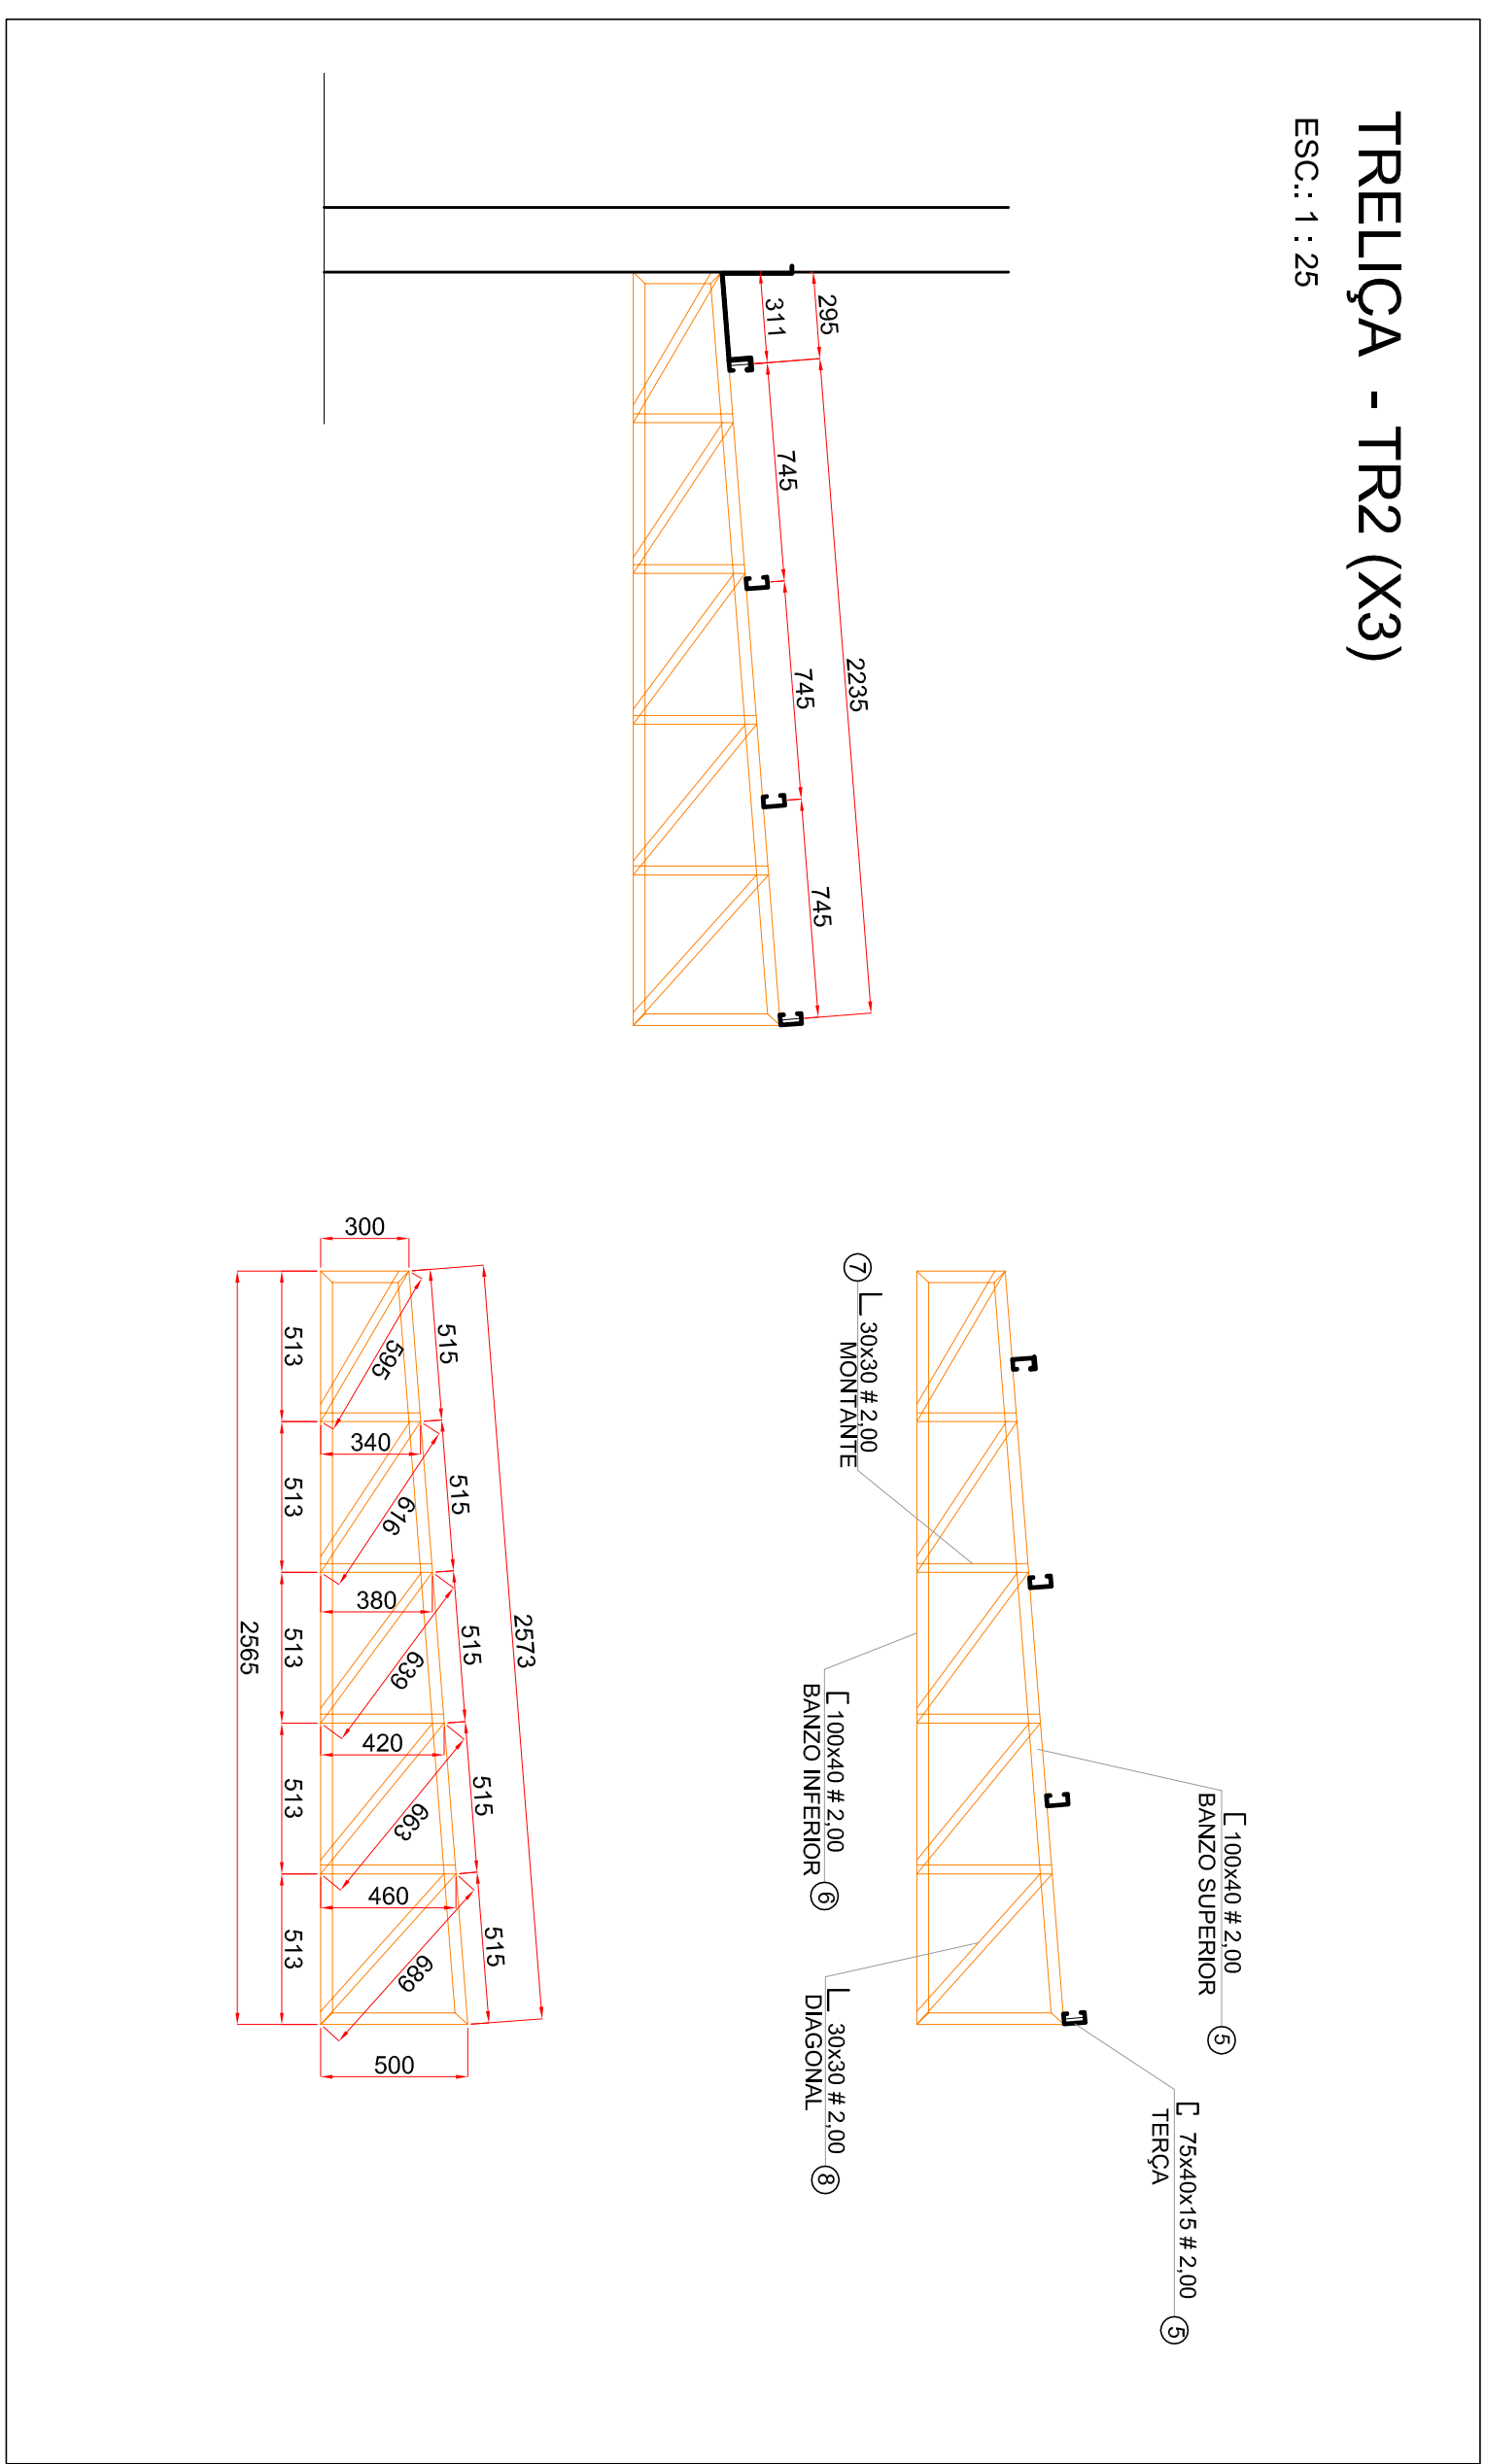 TRELIÇA - TR2 (X3)
ESC.: 1 : 25
2235
295
311
745
745
745
100x40 # 2,00
BANZO SUPERIOR
5
75x40x15 # 2,00
TERÇA
5
7
30x30 # 2,00
MONTANTE
100x40 # 2,00
BANZO INFERIOR
6
30x30 # 2,00
DIAGONAL
8
2573
515
515
515
515
515
300
595
340
616
380
639
420
663
460
689
500
513
513
513
513
513
2565